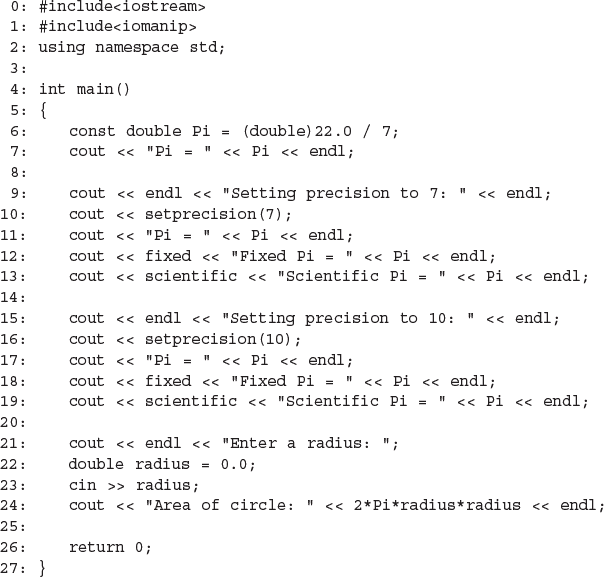 0: #include<iostream>
1: #include<iomanip>
2: using namespace std;
3:
4: int main()
5: {
6:    const double Pi = (double)22.0 / 7;
7:    cout << "Pi = " << Pi << endl;
8:
9:    cout << endl << "Setting precision to 7: " << endl;
10:    cout << setprecision(7);
11:    cout << "Pi = " << Pi << endl;
12:    cout << fixed << "Fixed Pi = " << Pi << endl;
13:    cout << scientific << "Scientific Pi = " << Pi << endl;
14:
15:    cout << endl << "Setting precision to 10: " << endl;
16:    cout << setprecision(10);
17:    cout << "Pi = " << Pi << endl;
18:    cout << fixed << "Fixed Pi = " << Pi << endl;
19:    cout << scientific << "Scientific Pi = " << Pi << endl;
20:
21:    cout << endl << "Enter a radius: ";
22:    double radius = 0.0;
23:    cin >> radius;
24:    cout << "Area of circle: " << 2*Pi*radius*radius << endl;
25:
26:    return 0;
27: }